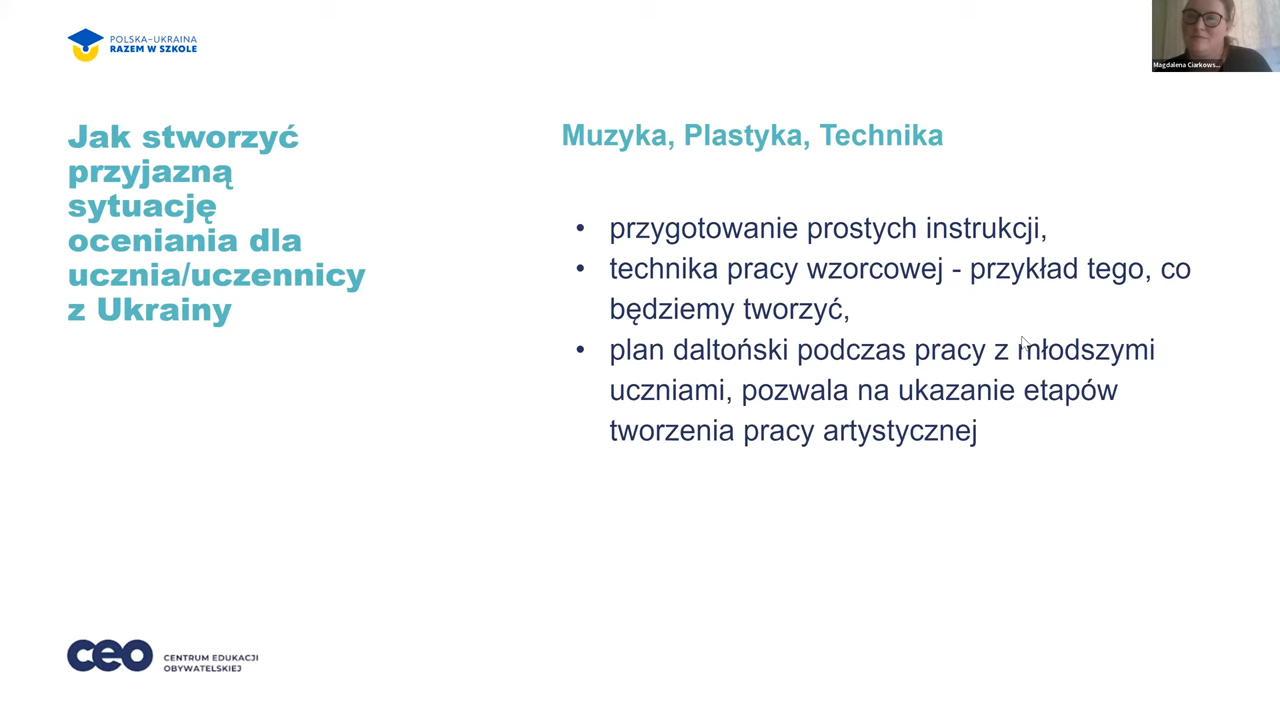 POLSKA-UKRAINA
RAZEM W SZKOLE
Magdalena Ciarkows...
Jak stworzyć
przyjazną
sytuację
oceniania dla
ucznia/uczennicy
z Ukrainy
Muzyka, Plastyka, Technika
• przygotowanie prostych instrukcji,
• technika pracy wzorcowej - przykład tego, co
będziemy tworzyć,
• plan daltoński podczas pracy z młodszymi
uczniami, pozwala na ukazanie etapów
tworzenia pracy artystycznej
ceo
CENTRUM EDUKACJI
OBYWATELSKIEJ